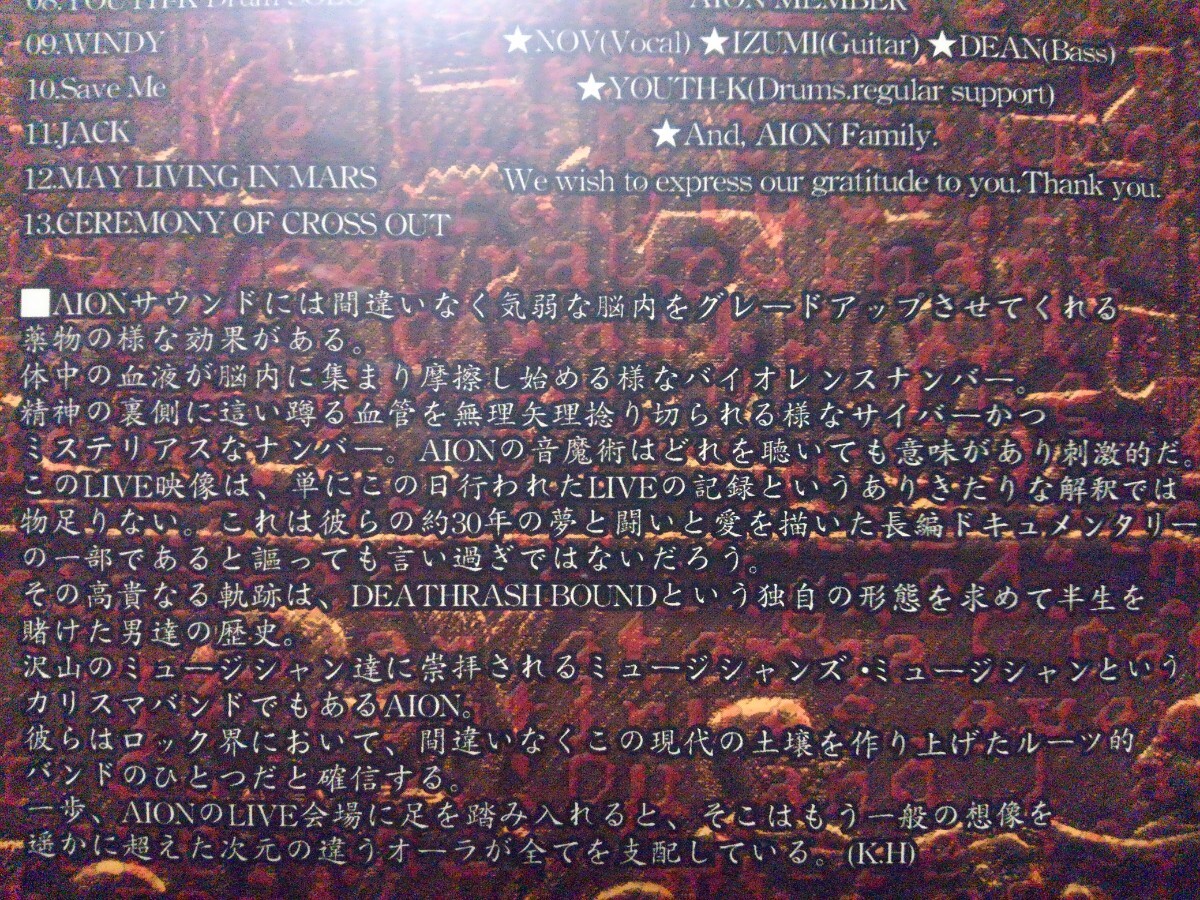 08.YOUTH-K Drum SOLO
AION MEMBER
09.WINDY
★NOV(Vocal) ★IZUMI(Guitar) ★DEAN(Bass)
10.Save Me
★YOUTH-K(Drums.regular support)
11.JACK
★And, AION Family.
12.MAY LIVING IN MARS
We wish to express our gratitude to you.Thank you.
13.CEREMONY OF CROSS OUT
■AIONサウンドには間違いなく気弱な脳内をグレードアップさせてくれる
薬物の様な効果がある。
体中の血液が脳内に集まり摩擦し始める様なバイオレンスナンバー。
精神の裏側に這い蹲る血管を無理矢理捻り切られる様なサイバーかつ
ミステリアスなナンバー。AIONの音魔術はどれを聴いても意味があり刺激的だ。
このLIVE映像は、単にこの日行われたLIVEの記録というありきたりな解釈では
物足りない。これは彼らの約30年の夢と闘いと愛を描いた長編ドキュメンタリー
の一部であると謳っても言い過ぎではないだろう。
その高貴なる軌跡は、DEATHRASH BOUNDという独自の形態を求めて半生を
賭けた男達の歴史。
沢山のミュージシャン達に崇拝されるミュージシャンズ・ミュージシャンという
カリスマバンドでもあるAION。
彼らはロック界において、間違いなくこの現代の土壌を作り上げたルーツ的
バンドのひとつだと確信する。
一歩、AIONのLIVE会場に足を踏み入れると、そこはもう一般の想像を
遥かに超えた次元の違うオーラが全てを支配している。(K.H)